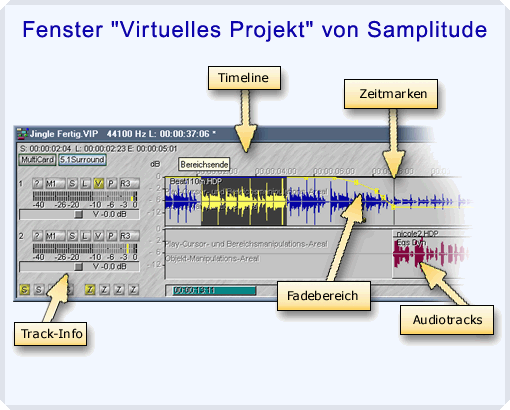 Fenster "Virtuelles Projekt" von Samplitude
Timeline
Zeitmarken
Jingle Fertig.VIP 44100 Hz L: 00:00:37:06 *
S: 00:00:02:04 L: 00:00:02:23 E: 00:00:05:01
MultiCard 5.1Surround
dB
Bereichsende
1 ? M1 S L V P R3
-40 -26 -20 -10 -6 -3 0
V -0.0 dB
Play-Cursor- und Bereichsmanipulations-Areal
Objekt-Manipulations-Areal
2 ? M1 S L V P R3
-40 -26 -20 -10 -6 -3 0
V -0.0 dB
nicole2.HDP
Eqs Dyn
Fadebereich
Audiotracks
S S
Z Z Z Z
00:00:13:11
Track-Info